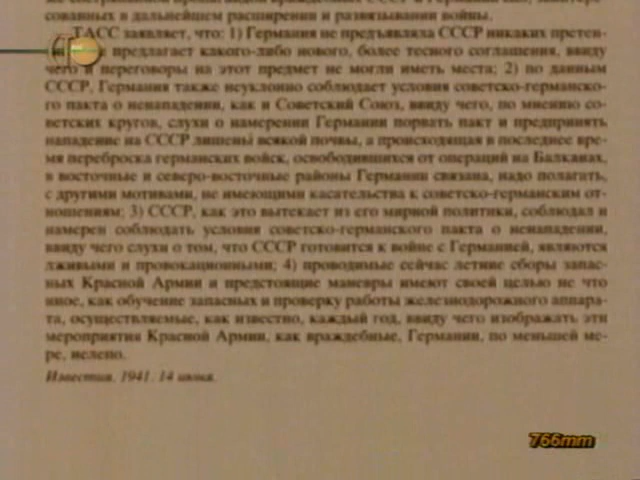 сованных в дальнейшем расширении и развязывании войны.
ТАСС заявляет, что: 1) Германия не предъявляла СССР никаких претен-
предлагает какого-либо нового, более тесного соглашения, ввиду
чего и переговоры на этот предмет не могли иметь места; 2) по данным
СССР, Германия также неуклонно соблюдает условия советско-германско-
го пакта о ненападении, как и Советский Союз, ввиду чего, по мнению со-
ветских кругов, слухи о намерении Германии порвать пакт и предпринять
нападение на СССР лишены всякой почвы, а происходящая в последнее вре-
мя переброска германских войск, освободившихся от операций на Балканах,
в восточные и северо-восточные районы Германии связана, надо полагать,
с другими мотивами, не имеющими касательства к советско-германским от-
ношениям; 3) СССР, как это вытекает из его мирной политики, соблюдал и
намерен соблюдать условия советско-германского пакта о ненападении,
ввиду чего слухи о том, что СССР готовится к войне с Германией, являются
лживыми и провокационными; 4) проводимые сейчас летние сборы запас-
ных Красной Армии и предстоящие маневры имеют своей целью не что
иное, как обучение запасных и проверку работы железнодорожного аппара-
та, осуществляемые, как известно, каждый год, ввиду чего изображать эти
мероприятия Красной Армии, как враждебные, Германии, по меньшей ме-
ре, нелепо.
Известия. 1941. 14 июня.
766mm